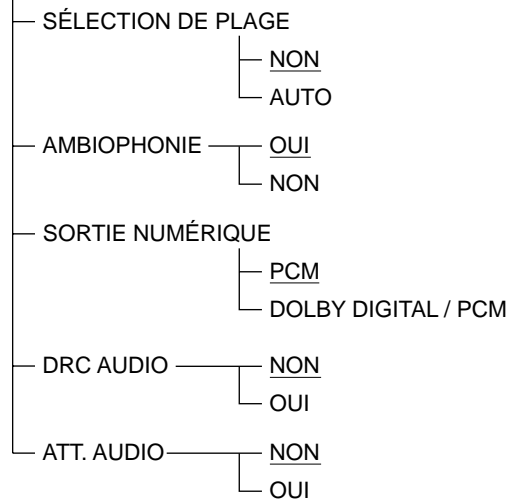 SÉLECTION DE PLAGE
NON
AUTO
AMBIOPHONIE
OUI
NON
SORTIE NUMÉRIQUE
PCM
DOLBY DIGITAL / PCM
DRC AUDIO
NON
OUI
ATT. AUDIO
NON
OUI